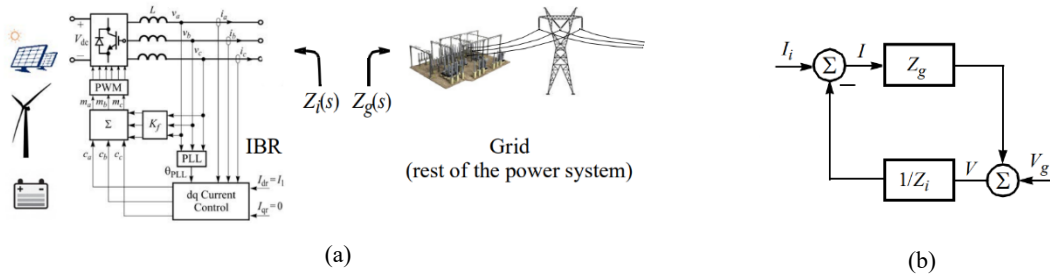 L
v_a
i_a
+
V_dc
−
v_b
i_b
v_c
i_c
PWM
m_a
m_b
m_c
Σ
K_f
IBR
c_a
c_b
c_c
PLL
θ_PLL
dq Current
Control
I_dr = I_1
I_qr = 0
Z_i(s)
Z_g(s)
Grid
(rest of the power system)
(a)
I_i
Σ
I
Z_g
−
1/Z_i
V
Σ
V_g
(b)